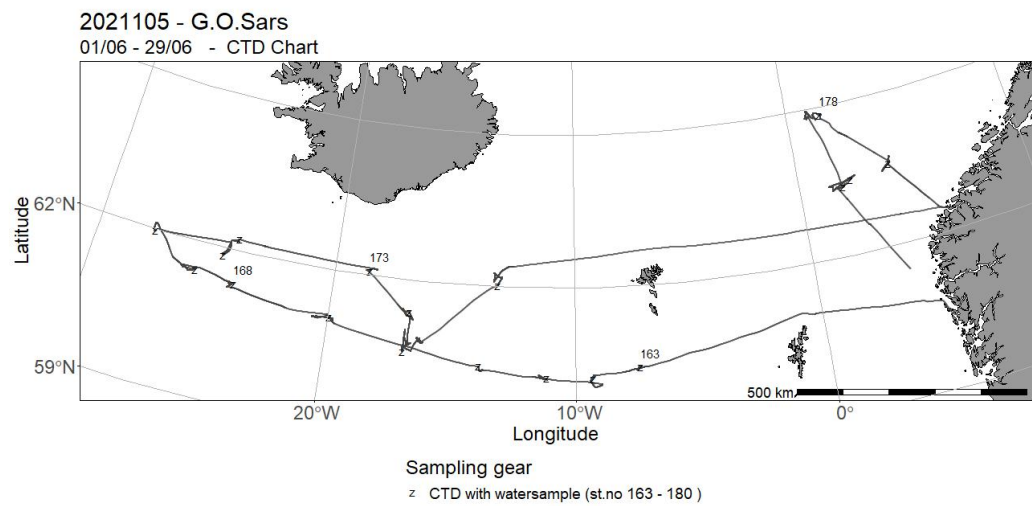 2021105 - G.O.Sars
01/06 - 29/06   - CTD Chart
178
62°N
z
z
z
z
z
173
z
z
168
z
z
z
z
z
z
163
z
z
z
z
59°N
500 km
20°W
10°W
0°
Longitude
Latitude
Sampling gear
z CTD with watersample (st.no 163 - 180 )